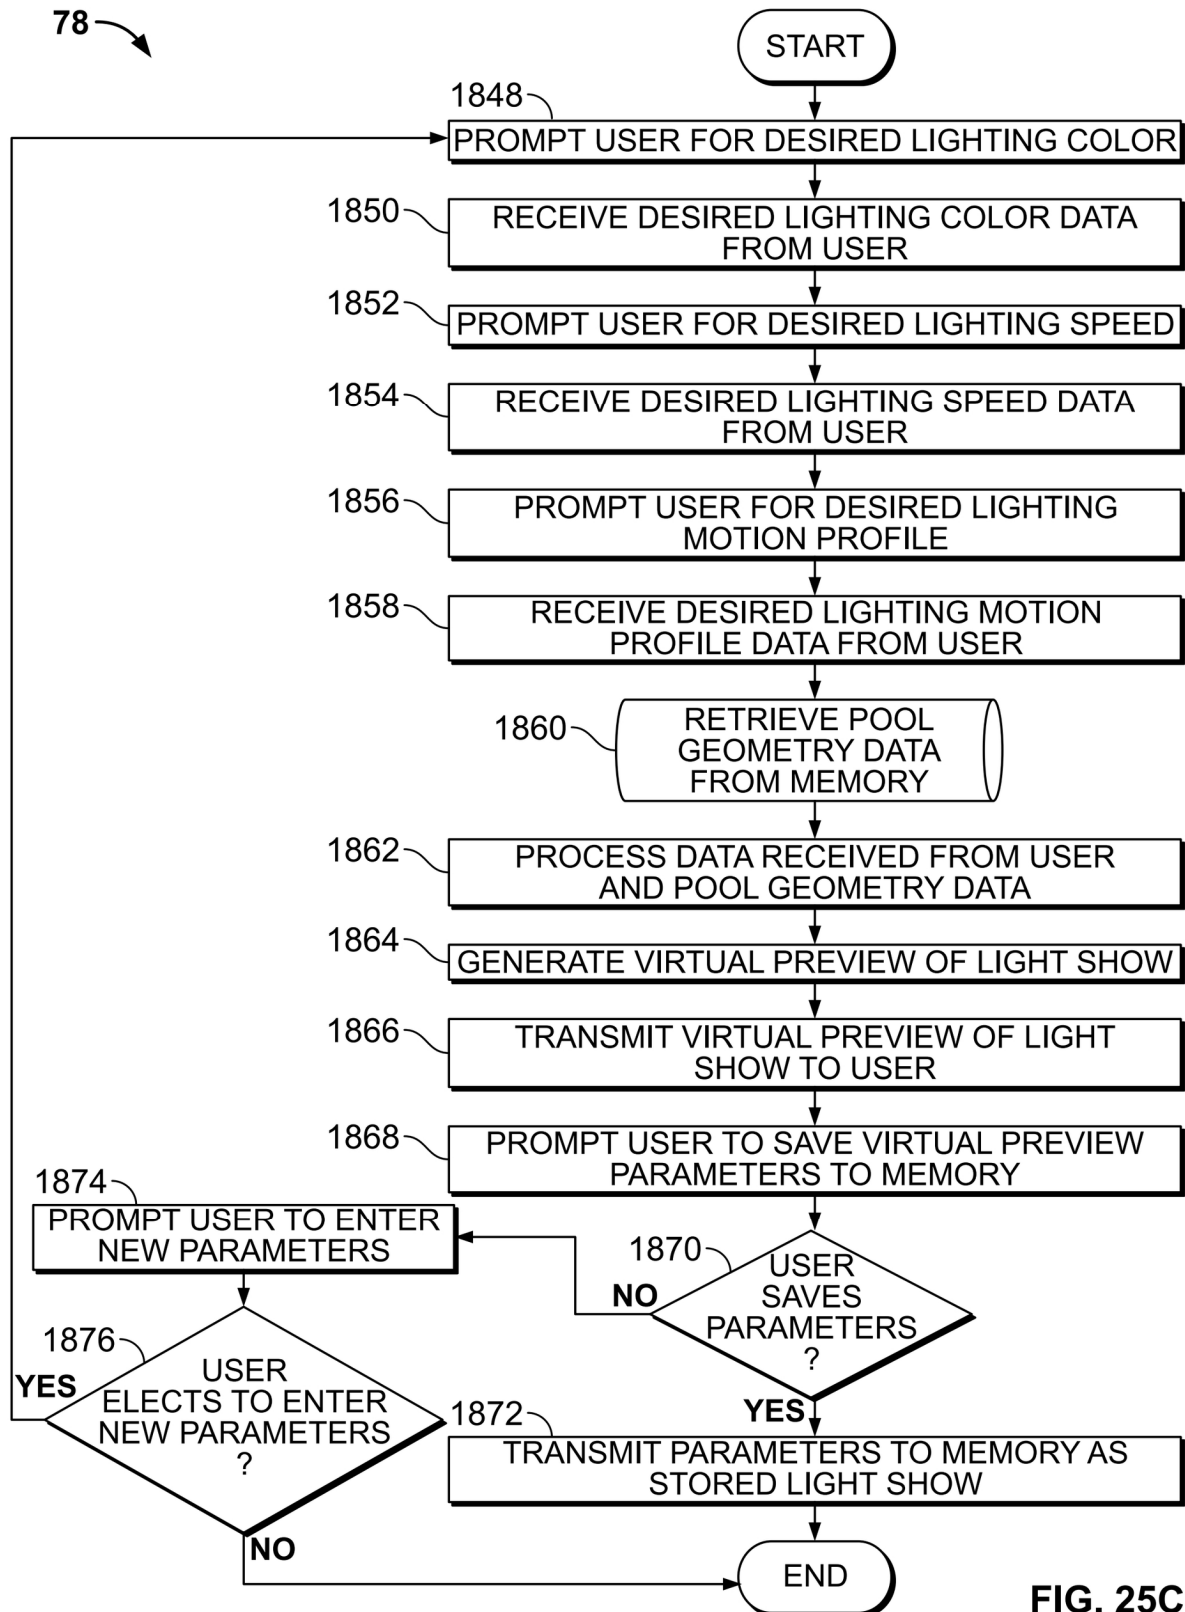 78
START
1848
PROMPT USER FOR DESIRED LIGHTING COLOR
1850
RECEIVE DESIRED LIGHTING COLOR DATA
FROM USER
1852
PROMPT USER FOR DESIRED LIGHTING SPEED
1854
RECEIVE DESIRED LIGHTING SPEED DATA
FROM USER
1856
PROMPT USER FOR DESIRED LIGHTING
MOTION PROFILE
1858
RECEIVE DESIRED LIGHTING MOTION
PROFILE DATA FROM USER
1860
RETRIEVE POOL
GEOMETRY DATA
FROM MEMORY
1862
PROCESS DATA RECEIVED FROM USER
AND POOL GEOMETRY DATA
1864
GENERATE VIRTUAL PREVIEW OF LIGHT SHOW
1866
TRANSMIT VIRTUAL PREVIEW OF LIGHT
SHOW TO USER
1868
PROMPT USER TO SAVE VIRTUAL PREVIEW
PARAMETERS TO MEMORY
1870
USER
SAVES
PARAMETERS
?
NO
YES
1874
PROMPT USER TO ENTER
NEW PARAMETERS
1876
USER
ELECTS TO ENTER
NEW PARAMETERS
?
YES
NO
1872
TRANSMIT PARAMETERS TO MEMORY AS
STORED LIGHT SHOW
END
FIG. 25C